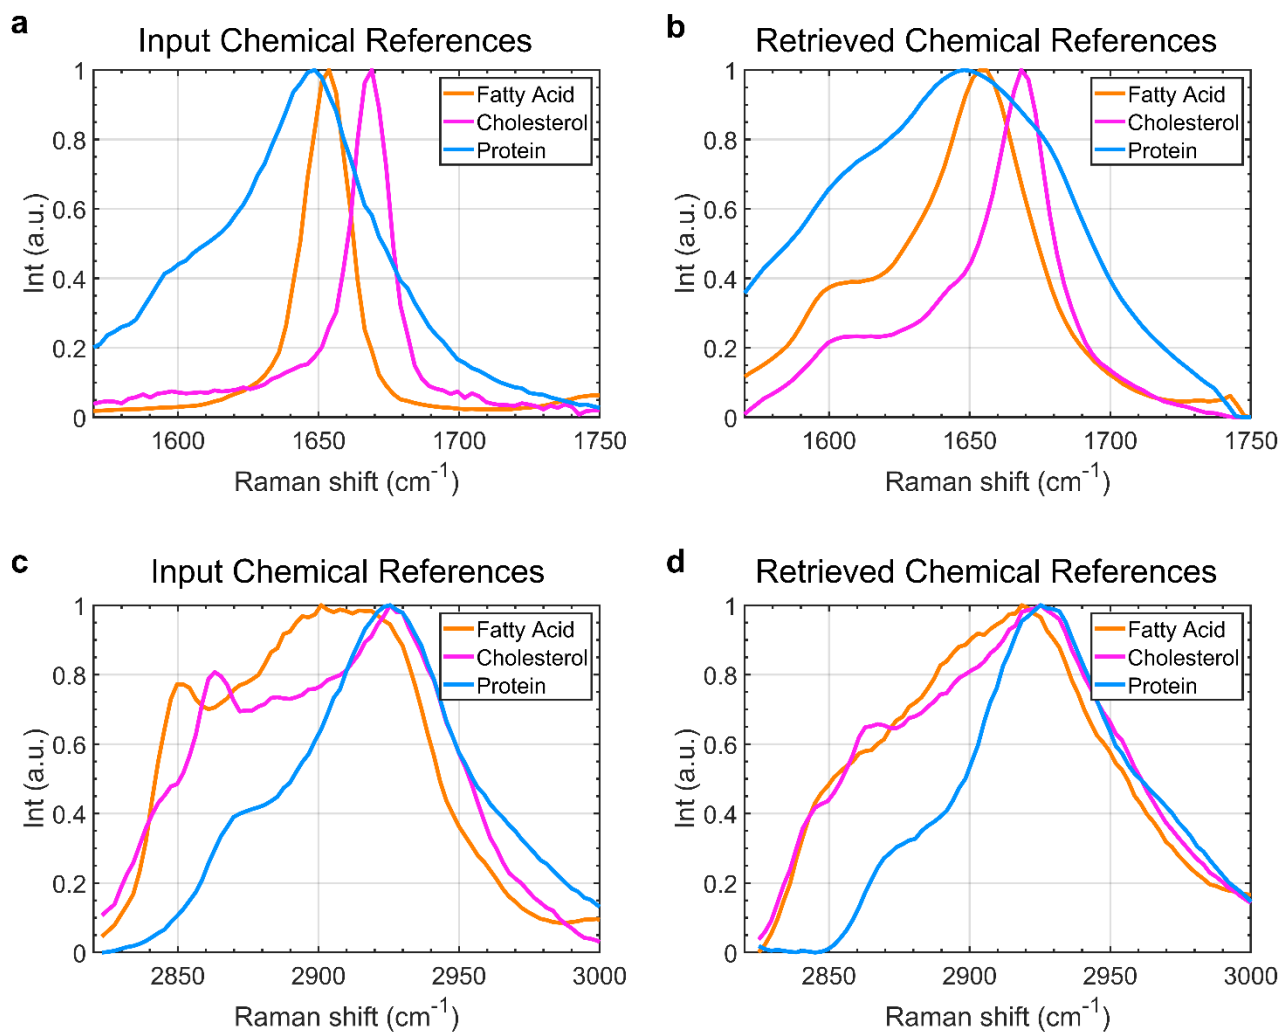 a
Input Chemical References
1
0.8
0.6
0.4
0.2
0
Int (a.u.)
1600
1650
1700
1750
Raman shift (cm⁻¹)
Fatty Acid
Cholesterol
Protein
b
Retrieved Chemical References
1
0.8
0.6
0.4
0.2
0
Int (a.u.)
1600
1650
1700
1750
Raman shift (cm⁻¹)
Fatty Acid
Cholesterol
Protein
c
Input Chemical References
1
0.8
0.6
0.4
0.2
0
Int (a.u.)
2850
2900
2950
3000
Raman shift (cm⁻¹)
Fatty Acid
Cholesterol
Protein
d
Retrieved Chemical References
1
0.8
0.6
0.4
0.2
0
Int (a.u.)
2850
2900
2950
3000
Raman shift (cm⁻¹)
Fatty Acid
Cholesterol
Protein